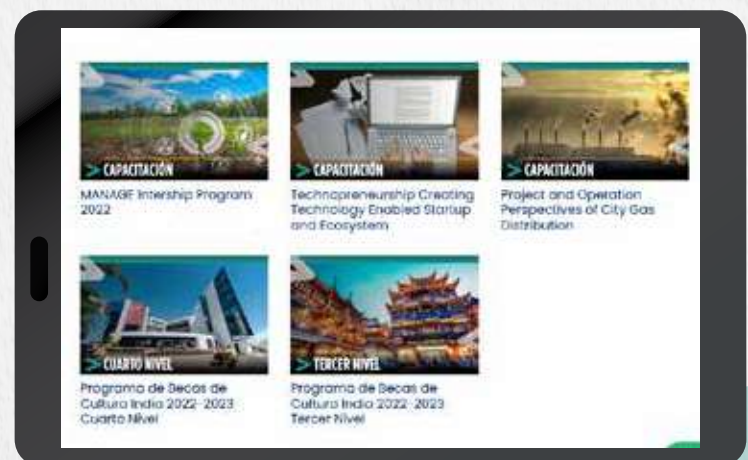 > CAPACITACIÓN
MANAGE Intership Program
2022
> CAPACITACIÓN
Technopreneurship Creating
Technology Enabled Startup
and Ecosystem
> CAPACITACIÓN
Project and Operation
Perspectives of City Gas
Distribution
> CUARTO NIVEL
Programa de Becas de
Cultura India 2022-2023
Cuarto Nivel
> TERCER NIVEL
Programa de Becas de
Cultura India 2022-2023
Tercer Nivel